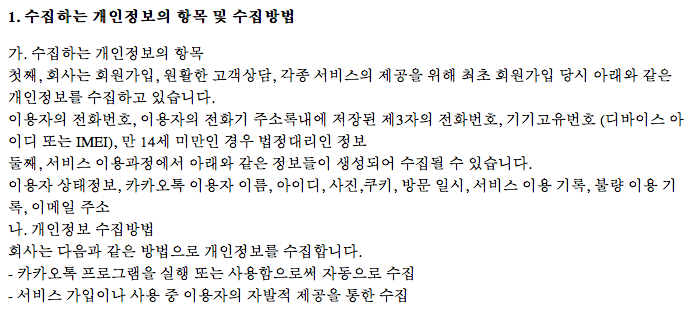 1. 수집하는 개인정보의 항목 및 수집방법
가. 수집하는 개인정보의 항목
첫째, 회사는 회원가입, 원활한 고객상담, 각종 서비스의 제공을 위해 최초 회원가입 당시 아래와 같은
개인정보를 수집하고 있습니다.
이용자의 전화번호, 이용자의 전화기 주소록내에 저장된 제3자의 전화번호, 기기고유번호 (디바이스 아
이디 또는 IMEI), 만 14세 미만인 경우 법정대리인 정보
둘째, 서비스 이용과정에서 아래와 같은 정보들이 생성되어 수집될 수 있습니다.
이용자 상태정보, 카카오톡 이용자 이름, 아이디, 사진,쿠키, 방문 일시, 서비스 이용 기록, 불량 이용 기
록, 이메일 주소
나. 개인정보 수집방법
회사는 다음과 같은 방법으로 개인정보를 수집합니다.
- 카카오톡 프로그램을 실행 또는 사용함으로써 자동으로 수집
- 서비스 가입이나 사용 중 이용자의 자발적 제공을 통한 수집